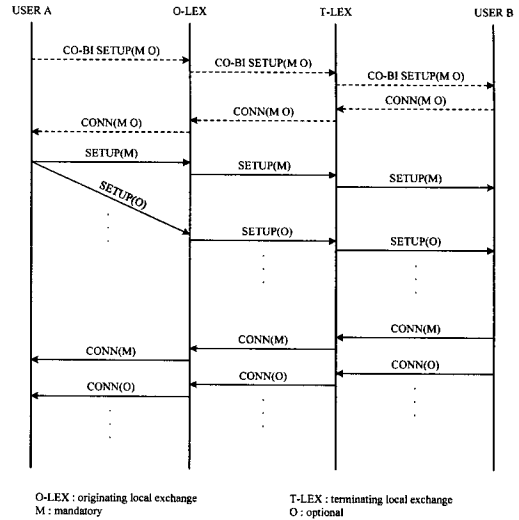 USER A O-LEX T-LEX USER B
CO-BI SETUP(M O)
CO-BI SETUP(M O)
CO-BI SETUP(M O)
CONN(M O)
CONN(M O)
CONN(M O)
SETUP(M)
SETUP(M)
SETUP(M)
SETUP(O)
SETUP(O)
SETUP(O)
CONN(M)
CONN(M)
CONN(M)
CONN(O)
CONN(O)
CONN(O)
O-LEX : originating local exchange T-LEX : terminating local exchange
M : mandatory O : optional